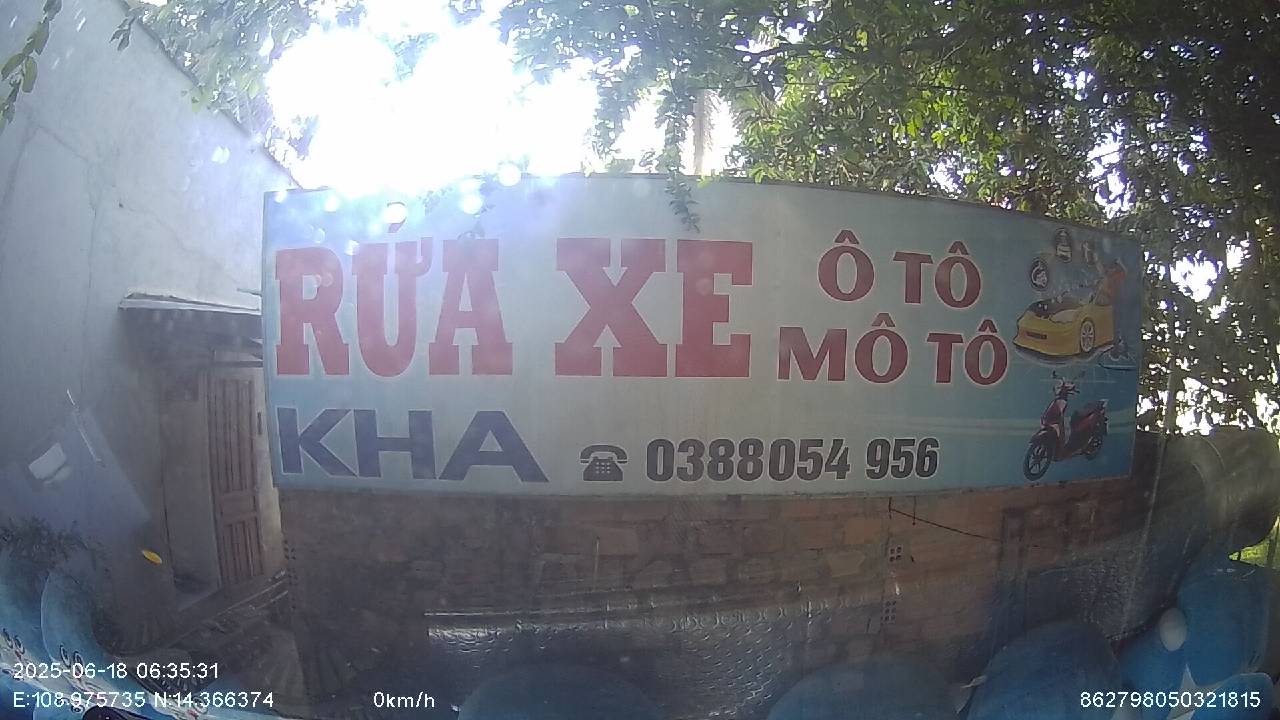 RỬA XE
Ô TÔ
MÔ TÔ
KHA
☎ 0388054 956
2025-06-18 06:35:31
E:108.975735 N:14.366374
0km/h
862798050321815